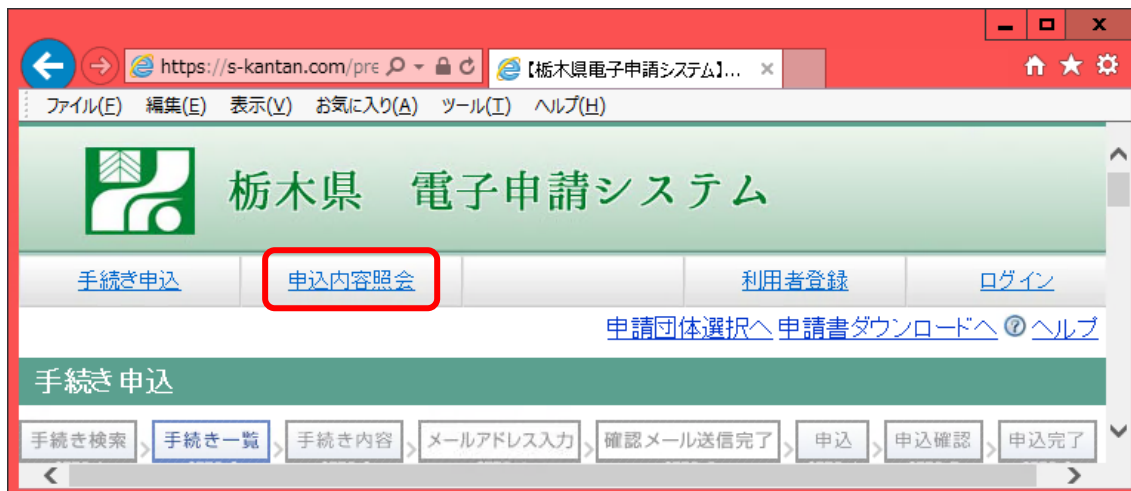 https://s-kantan.com/pre
【栃木県電子申請システム】...
ファイル(F) 編集(E) 表示(V) お気に入り(A) ツール(T) ヘルプ(H)
栃木県 電子申請システム
手続き申込 申込内容照会 利用者登録 ログイン
申請団体選択へ 申請書ダウンロードへ ヘルプ
手続き申込
手続き検索 手続き一覧 手続き内容 メールアドレス入力 確認メール送信完了 申込 申込確認 申込完了